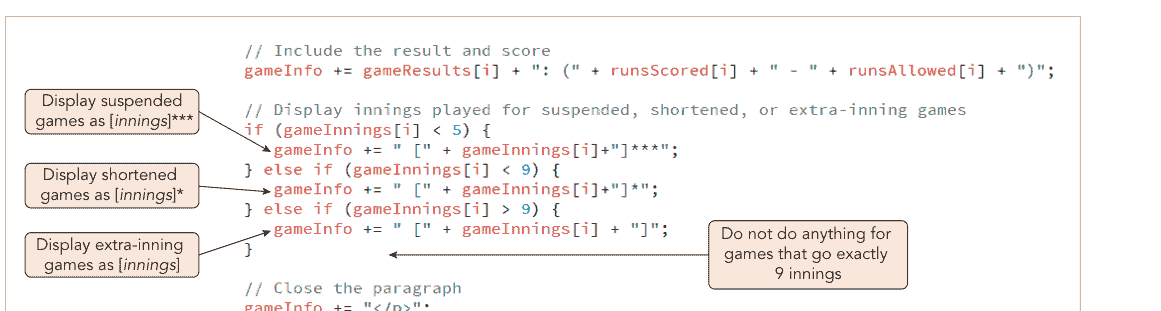 // Include the result and score
gameInfo += gameResults[i] + ": (" + runsScored[i] + " - " + runsAllowed[i] + ")";
Display suspended
games as [innings]***
// Display innings played for suspended, shortened, or extra-inning games
if (gameInnings[i] < 5) {
gameInfo += " [" + gameInnings[i]+"]***";
Display shortened
games as [innings]*
} else if (gameInnings[i] < 9) {
gameInfo += " [" + gameInnings[i]+"]*";
} else if (gameInnings[i] > 9) {
gameInfo += " [" + gameInnings[i] + "]";
}
Display extra-inning
games as [innings]
Do not do anything for
games that go exactly
9 innings
// Close the paragraph
gameInfo += "</p>";